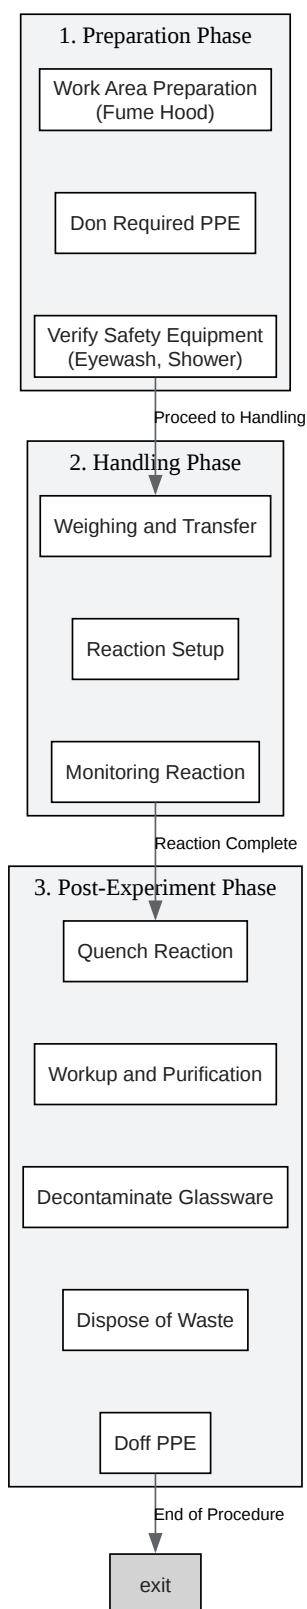 1. Preparation Phase
Work Area Preparation
(Fume Hood)
Don Required PPE
Verify Safety Equipment
(Eyewash, Shower)
Proceed to Handling
2. Handling Phase
Weighing and Transfer
Reaction Setup
Monitoring Reaction
Reaction Complete
3. Post-Experiment Phase
Quench Reaction
Workup and Purification
Decontaminate Glassware
Dispose of Waste
Doff PPE
End of Procedure
exit